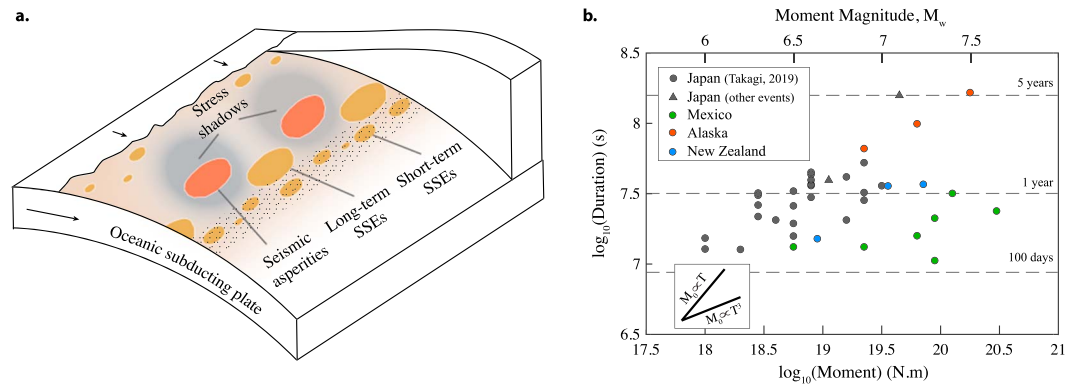 a.
Stress
shadows
Short-term
SSEs
Long-term
SSEs
Seismic
asperities
Oceanic subducting plate
b.
Moment Magnitude, Mw
6
6.5
7
7.5
8.5
8
7.5
7
6.5
log10(Duration) (s)
Japan (Takagi, 2019)
Japan (other events)
Mexico
Alaska
New Zealand
5 years
1 year
100 days
M0∝T
M0∝T³
17.5
18
18.5
19
19.5
20
20.5
21
log10(Moment) (N.m)